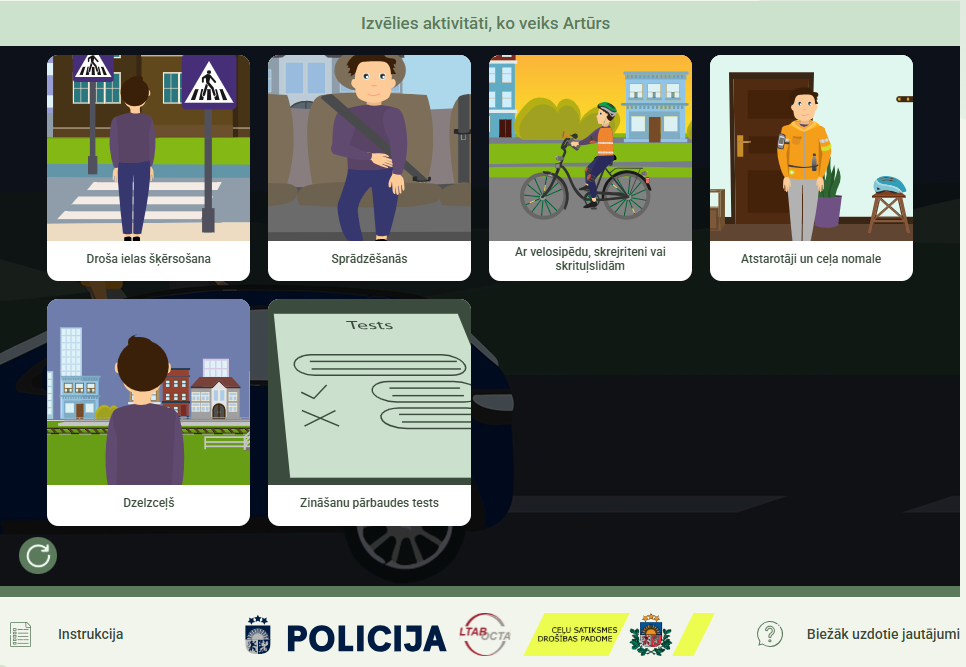 Izvēlies aktivitāti, ko veiks Artūrs
Droša ielas šķērsošana
Sprādzēšanās
Ar velosipēdu, skrejriteni vai
skrituļslidām
Atstarotāji un ceļa nomale
Tests
Dzelzceļš
Zināšanu pārbaudes tests
Instrukcija
POLICIJA
LTAB
OCTA
CEĻU SATIKSMES
DROŠĪBAS PADOME
Biežāk uzdotie jautājumi